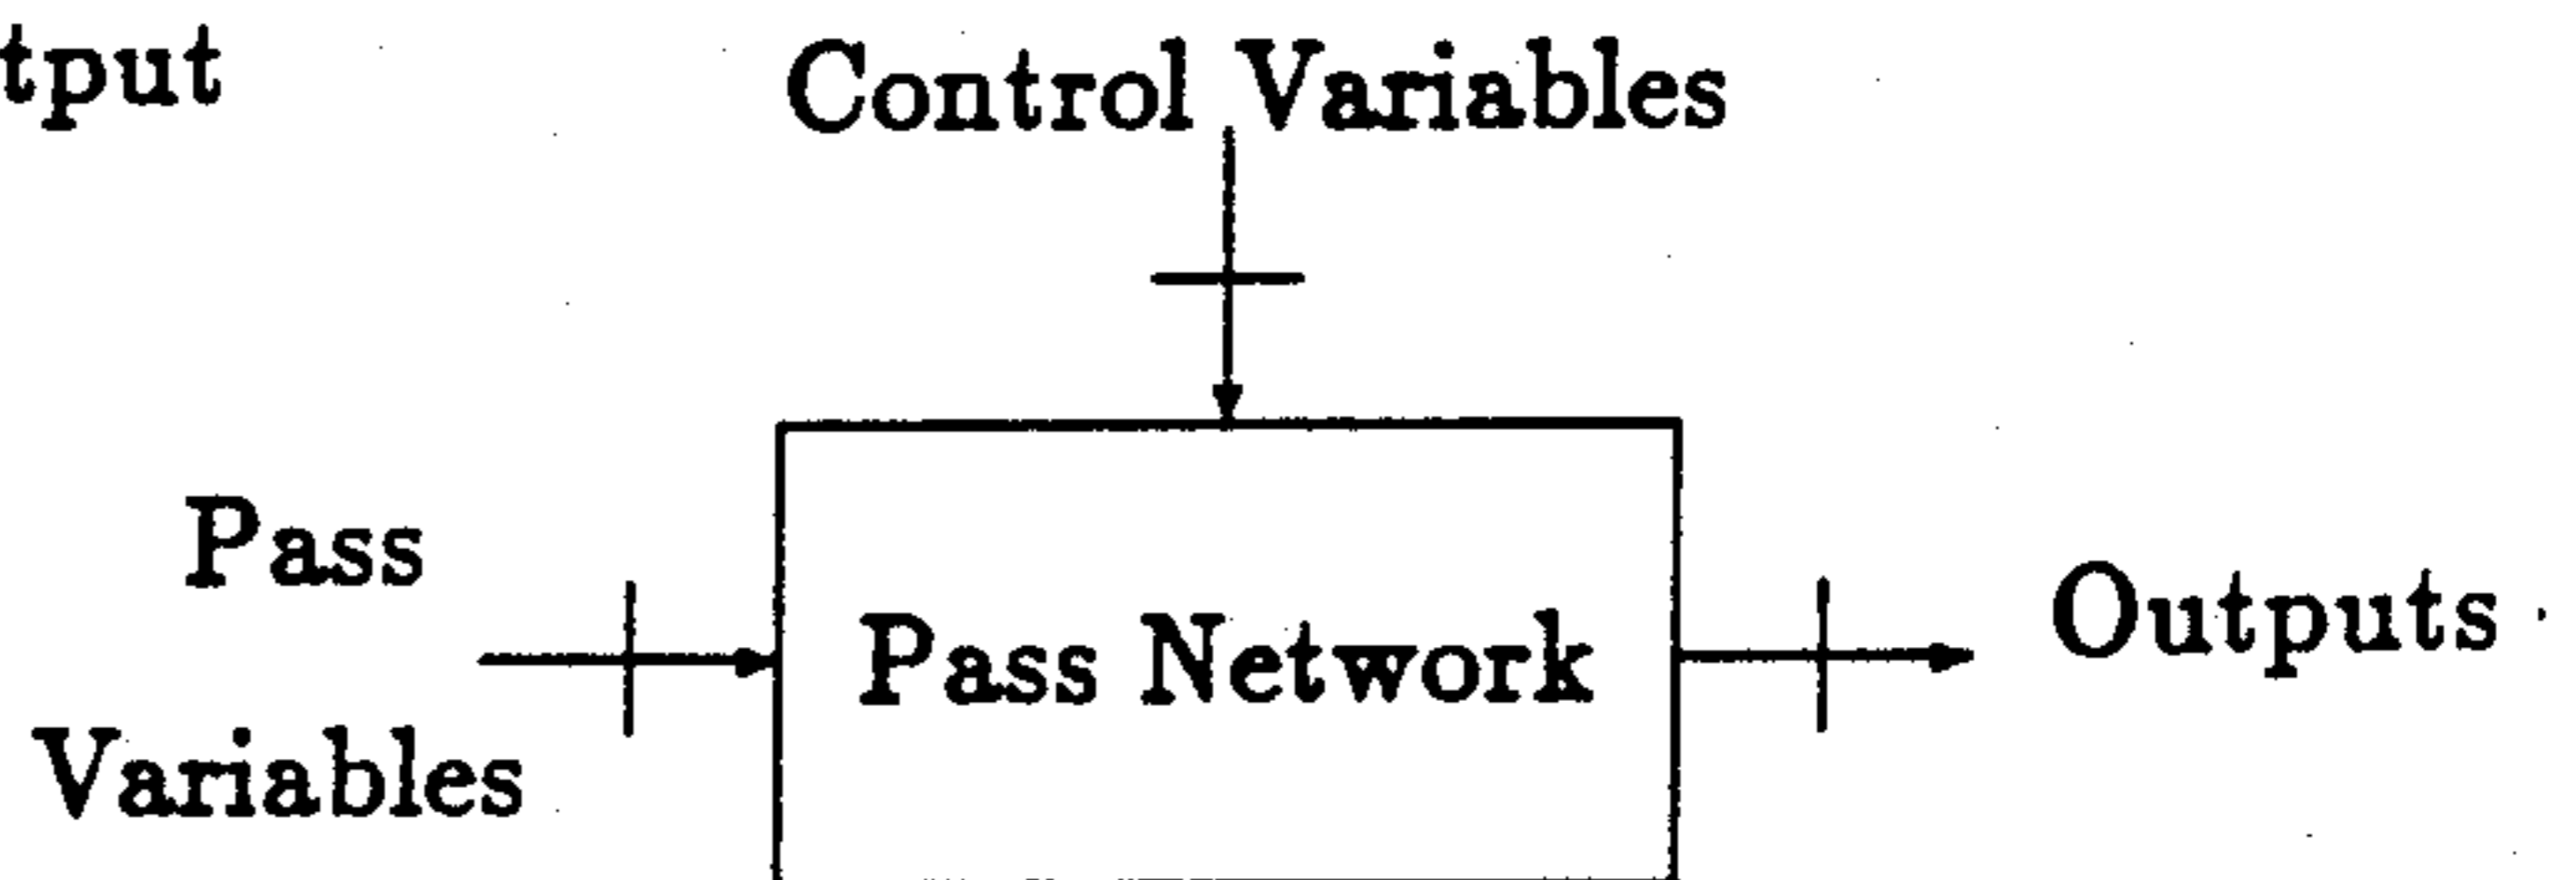 tput
Control Variables
Pass
Variables
Pass Network
Outputs